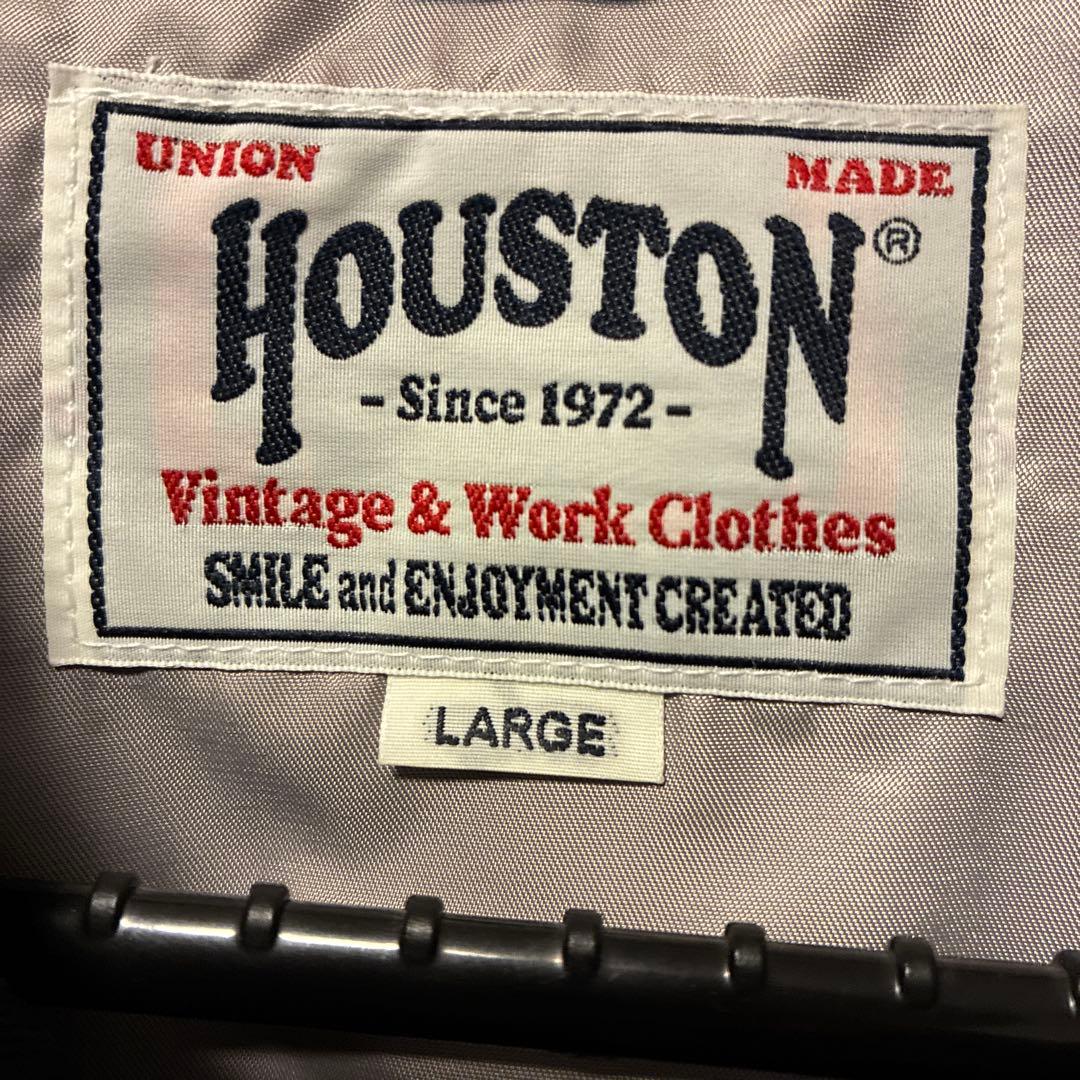 UNION MADE
HOUSTON®
- Since 1972 -
Vintage & Work Clothes
SMILE and ENJOYMENT CREATED
LARGE